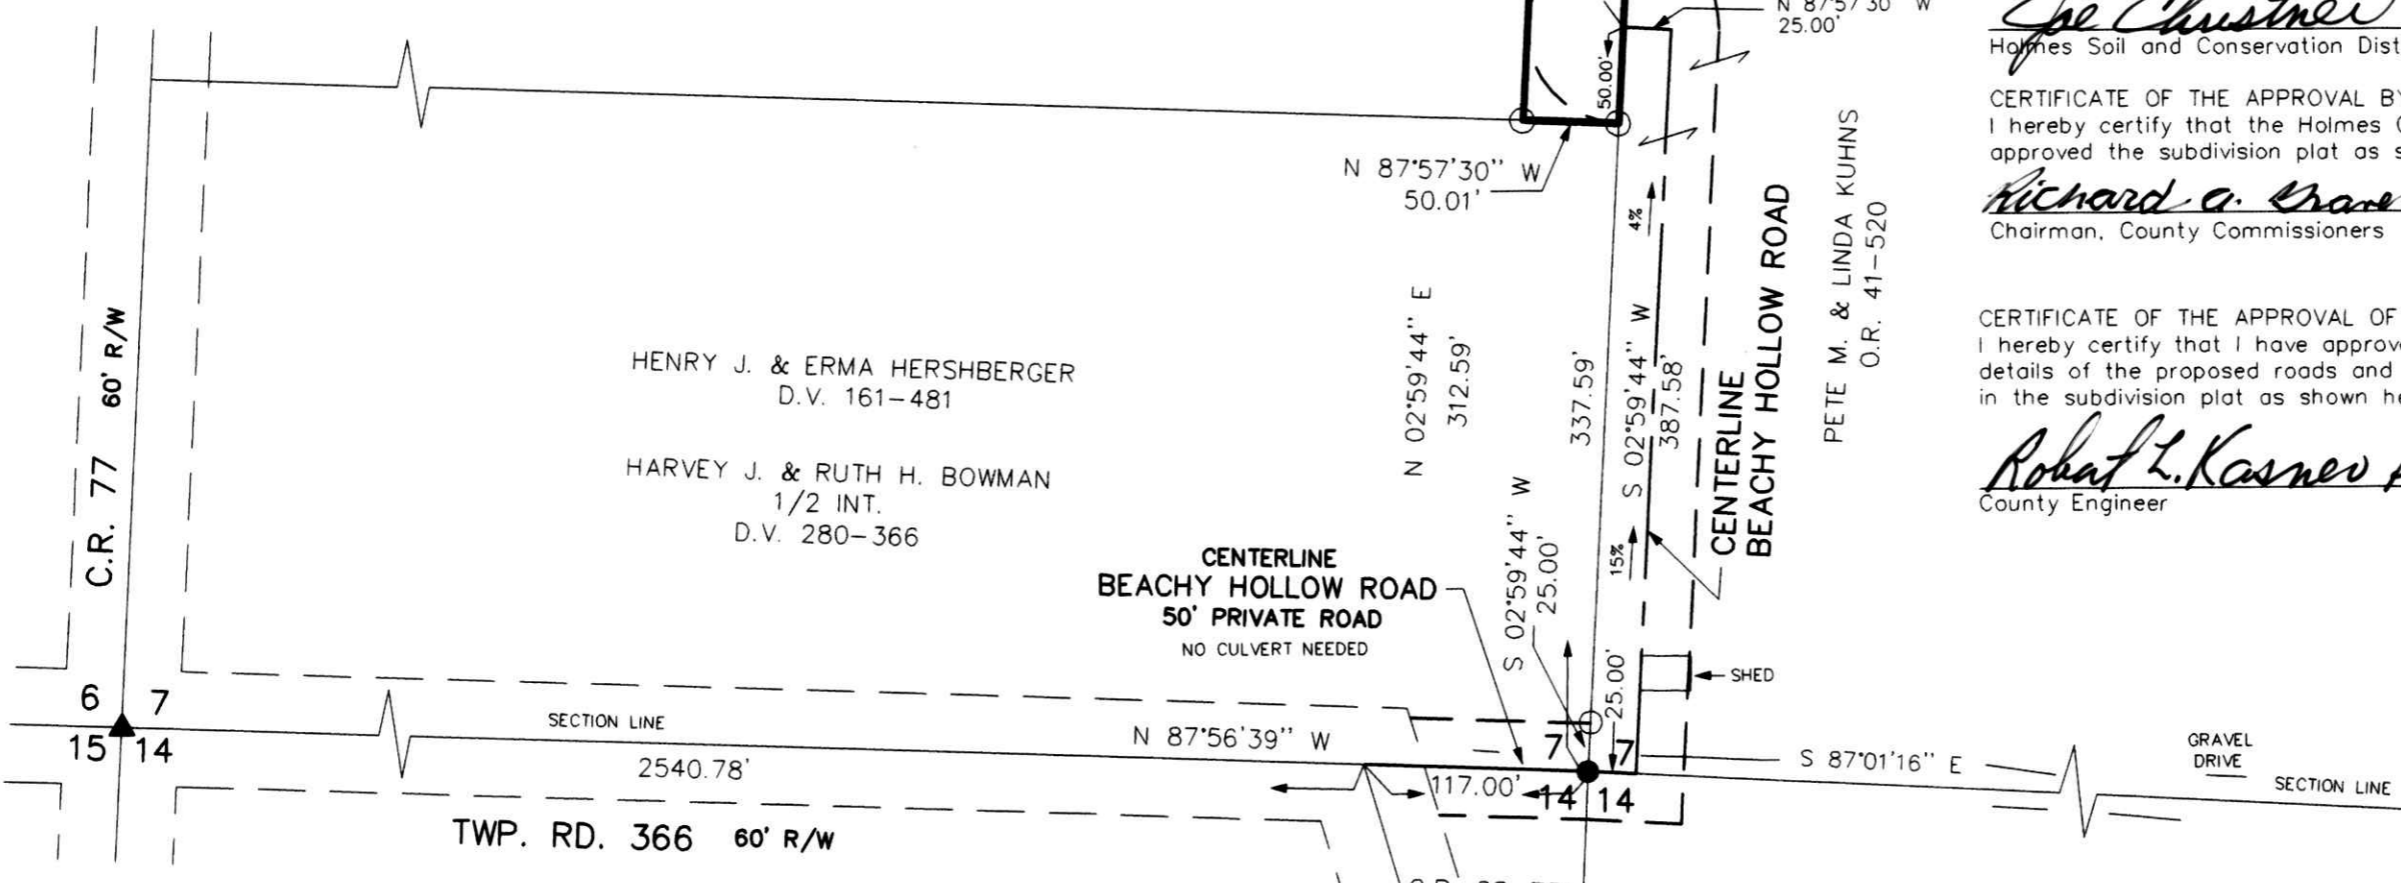 N 87°57'30" W
25.00'
50.00'
N 87°57'30'' W
50.01'
C.R. 77 60' R/W
HENRY J. & ERMA HERSHBERGER
D.V. 161-481
HARVEY J. & RUTH H. BOWMAN
1/2 INT.
D.V. 280-366
N 02°59'44'' E
312.59'
337.59'
4%
S 02°59'44'' W
387.58'
15%
CENTERLINE
BEACHY HOLLOW ROAD
PETE M. & LINDA KUHNS
O.R. 41-520
CENTERLINE
BEACHY HOLLOW ROAD
50' PRIVATE ROAD
NO CULVERT NEEDED
S 02°59'44'' W
25.00'
25.00'
SHED
6 7
15 14
SECTION LINE
N 87°56'39'' W
2540.78'
7 7
117.00'
14 14
S 87°01'16'' E
GRAVEL
DRIVE
SECTION LINE
TWP. RD. 366 60' R/W
Joe Christner
Holmes Soil and Conservation Dist
CERTIFICATE OF THE APPROVAL BY
I hereby certify that the Holmes
approved the subdivision plat as s
Richard a.
Chairman, County Commissioners
CERTIFICATE OF THE APPROVAL OF
I hereby certify that I have approve
details of the proposed roads and
in the subdivision plat as shown he
Robert L. Kasner
County Engineer